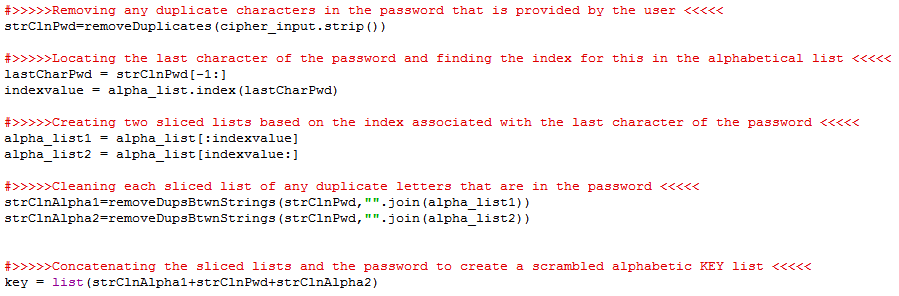 #>>>>>Removing any duplicate characters in the password that is provided by the user <<<<<
strClnPwd=removeDuplicates(cipher_input.strip())
#>>>>>Locating the last character of the password and finding the index for this in the alphabetical list <<<<<
lastCharPwd = strClnPwd[-1:]
indexvalue = alpha_list.index(lastCharPwd)
#>>>>>Creating two sliced lists based on the index associated with the last character of the password <<<<<
alpha_list1 = alpha_list[:indexvalue]
alpha_list2 = alpha_list[indexvalue:]
#>>>>>Cleaning each sliced list of any duplicate letters that are in the password <<<<<
strClnAlpha1=removeDupsBtwnStrings(strClnPwd,"".join(alpha_list1))
strClnAlpha2=removeDupsBtwnStrings(strClnPwd,"".join(alpha_list2))
#>>>>>Concatenating the sliced lists and the password to create a scrambled alphabetic KEY list <<<<<
key = list(strClnAlpha1+strClnPwd+strClnAlpha2)